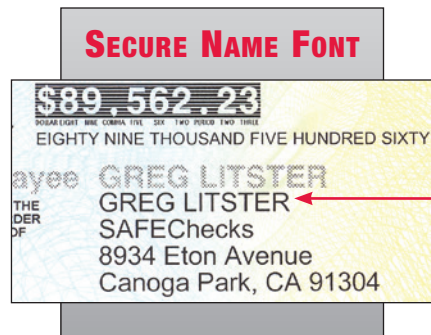 SECURE NAME FONT
$89,562.23
DOLLAR EIGHT NINE COMMA FIVE SIX TWO PERIOD TWO THREE
EIGHTY NINE THOUSAND FIVE HUNDRED SIXTY
ayee GREG LITSTER
THE GREG LITSTER
DER
OF SAFEChecks
8934 Eton Avenue
Canoga Park, CA 91304